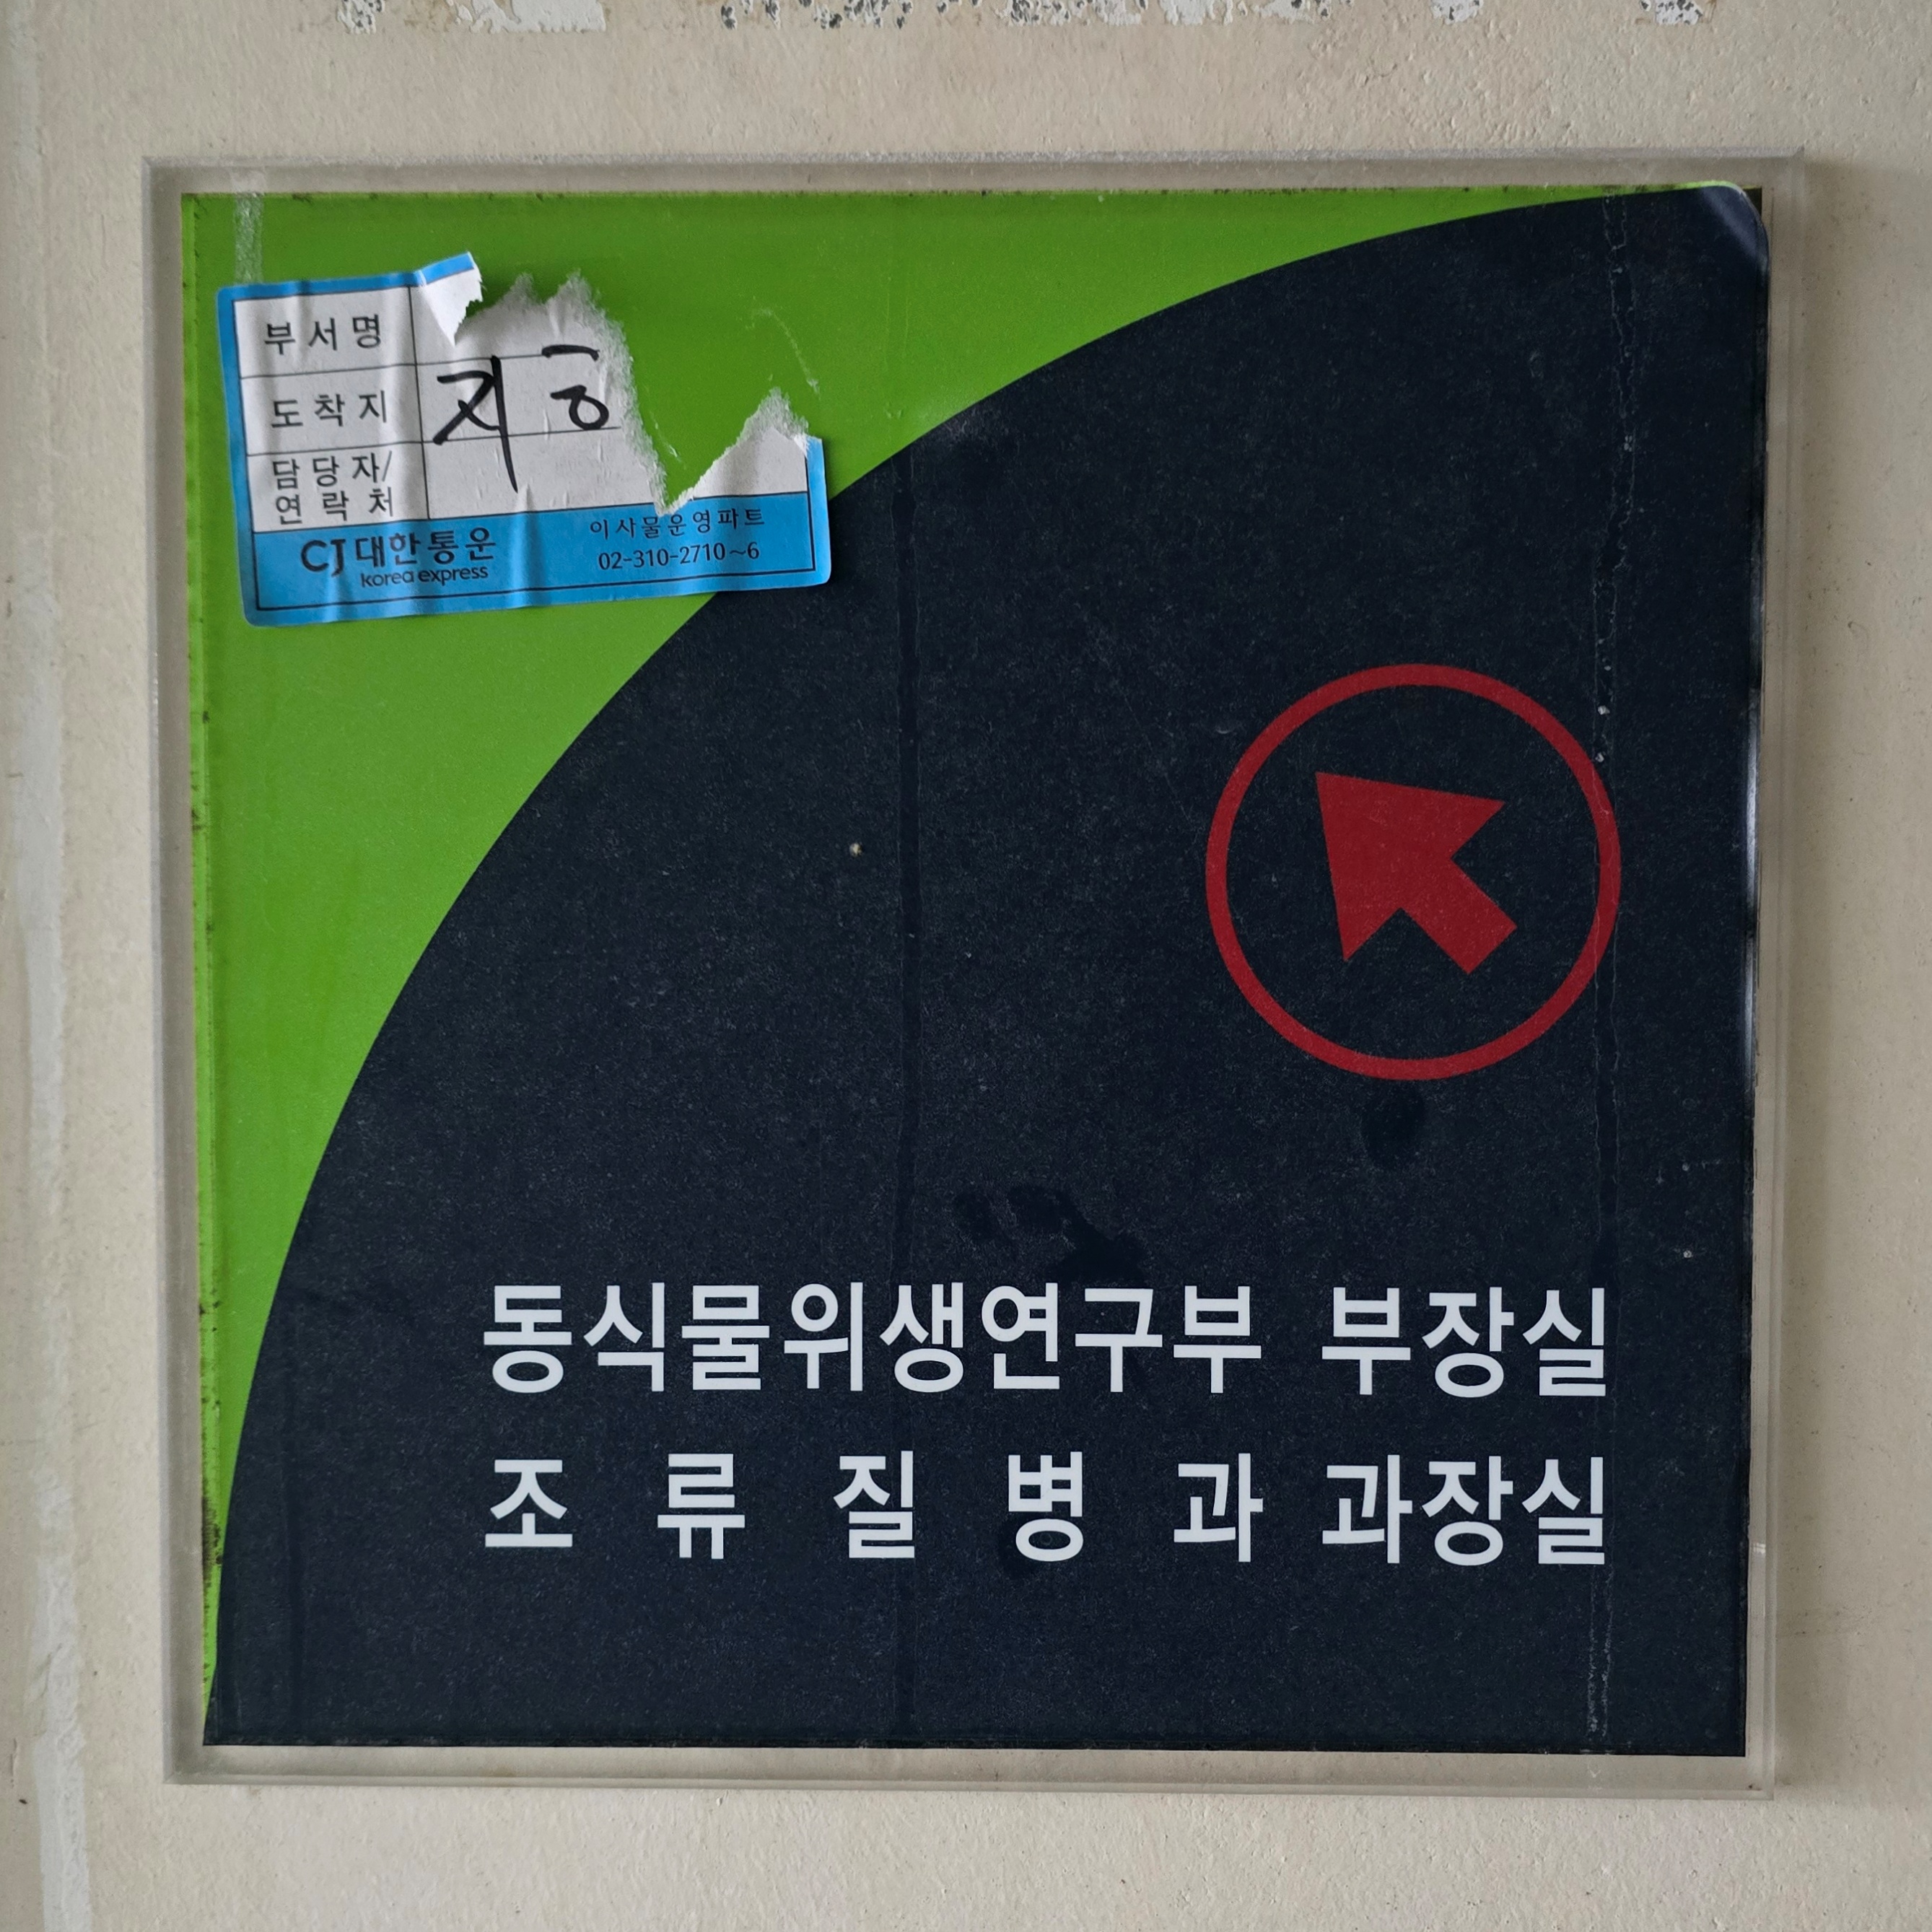 부서명
도착지
담당자/
연락처
CJ대한통운
korea express
이사물운영파트
02-310-2710~6
동식물위생연구부 부장실
조류질병과 과장실